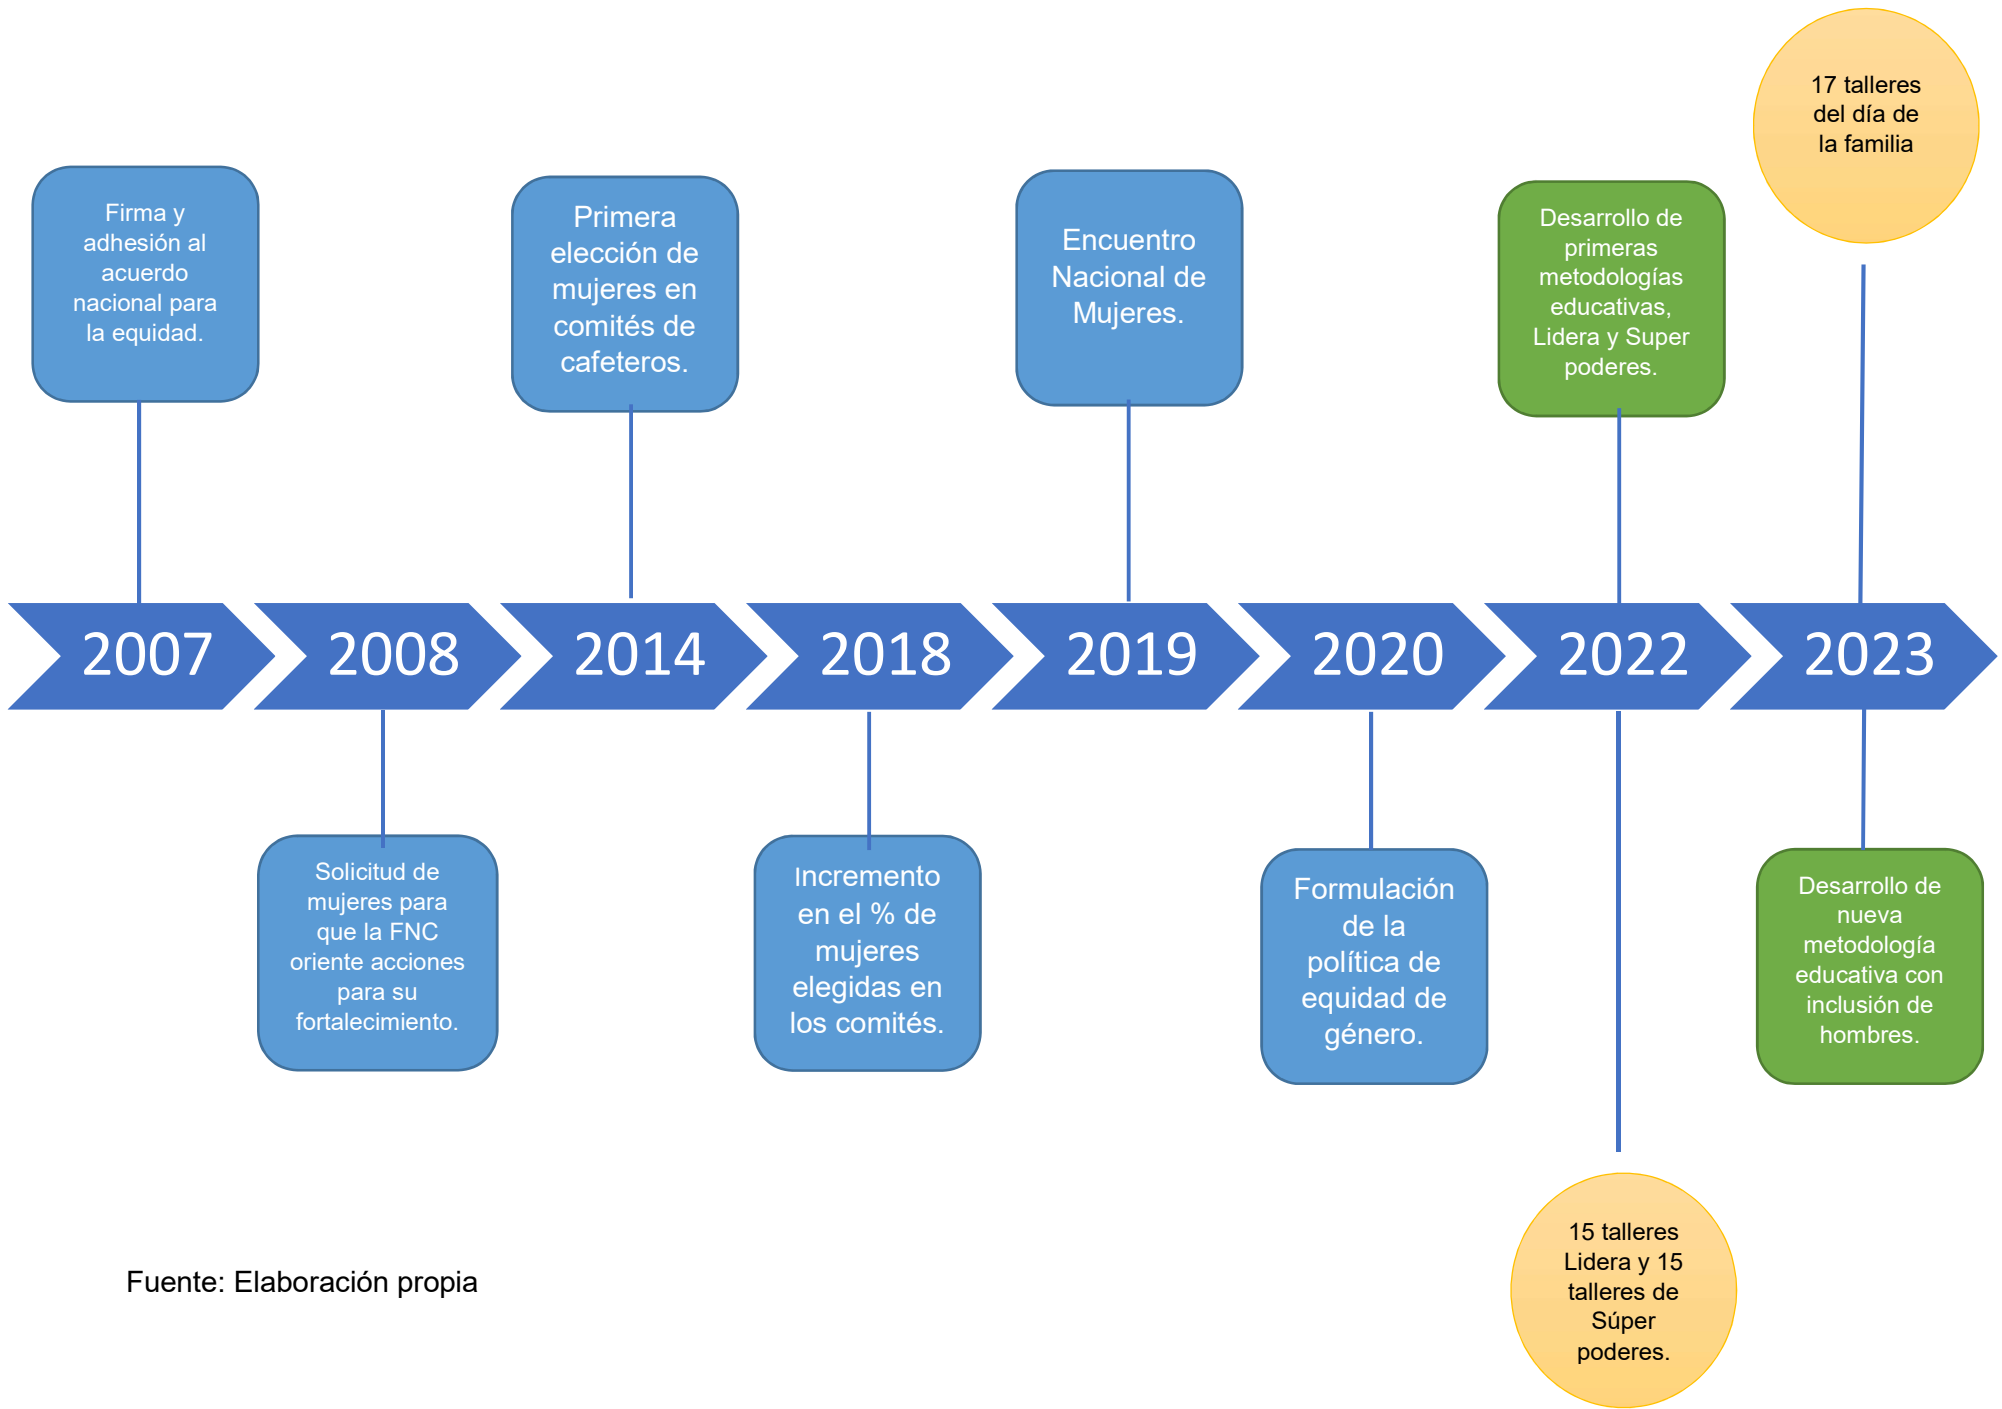 17 talleres
del día de
la familia
Firma y
adhesión al
acuerdo
nacional para
la equidad.
Primera
elección de
mujeres en
comités de
cafeteros.
Encuentro
Nacional de
Mujeres.
Desarrollo de
primeras
metodologías
educativas,
Lidera y Super
poderes.
2007
2008
2014
2018
2019
2020
2022
2023
Solicitud de
mujeres para
que la FNC
oriente acciones
para su
fortalecimiento.
Incremento
en el % de
mujeres
elegidas en
los comités.
Formulación
de la
política de
equidad de
género.
Desarrollo de
nueva
metodología
educativa con
inclusión de
hombres.
15 talleres
Lidera y 15
talleres de
Súper
poderes.
Fuente: Elaboración propia